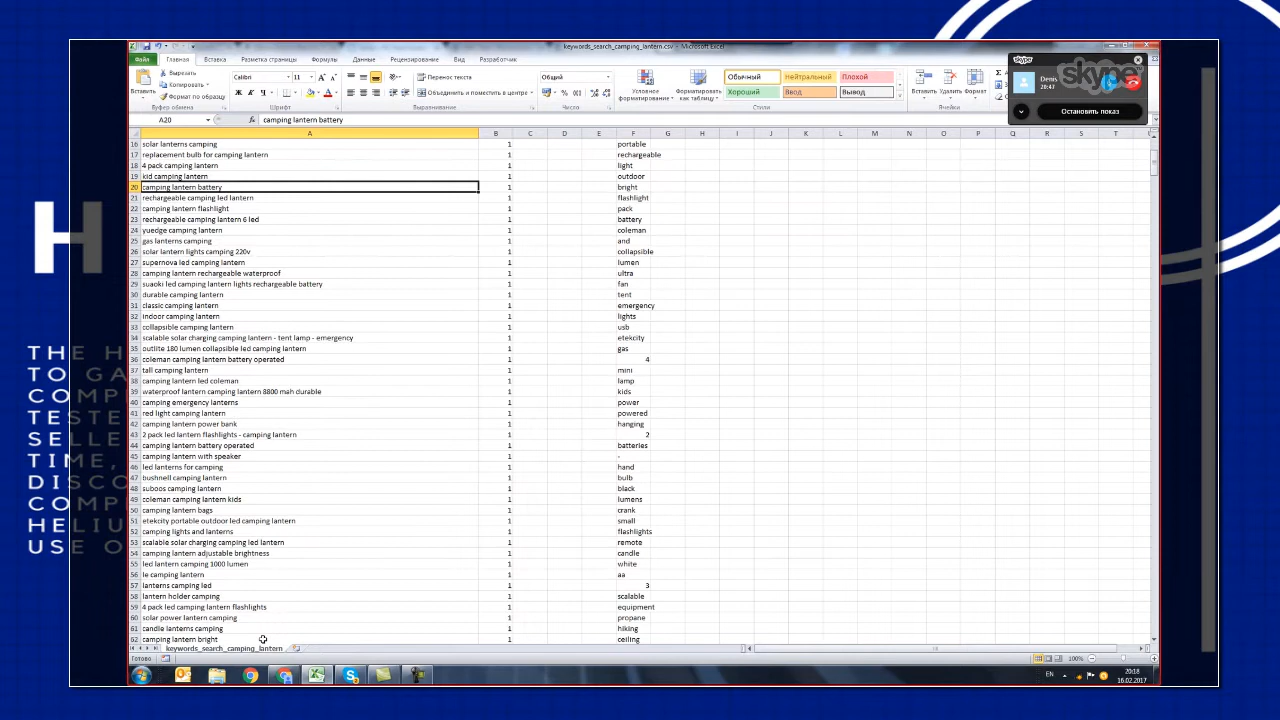 keywords_search_camping_lantern.csv - Microsoft Excel
Файл Главная Вставка Разметка страницы Формулы Данные Рецензирование Вид Разработчик
Вставить
Вырезать
Копировать
Формат по образцу
Буфер обмена
Calibri 11
Ж К Ч
Шрифт
Перенос текста
Объединить и поместить в центре
Выравнивание
Общий
Число
Условное форматирование
Форматировать как таблицу
Обычный Нейтральный Плохой
Хороший Ввод Вывод
Стили
Вставить Удалить Формат
Ячейки
skype
Denis
20:47
skype
Остановить показ
A20 fx camping lantern battery
A B C D E F G H I J K L M N O P Q R S T
16 solar lanterns camping 1 portable
17 replacement bulb for camping lantern 1 rechargeable
18 4 pack camping lantern 1 light
19 kid camping lantern 1 outdoor
20 camping lantern battery 1 bright
21 rechargeable camping led lantern 1 flashlight
22 camping lantern flashlight 1 pack
23 rechargeable camping lantern 6 led 1 battery
24 yuedge camping lantern 1 coleman
25 gas lanterns camping 1 and
26 solar lantern lights camping 220v 1 collapsible
27 supernova led camping lantern 1 lumen
28 camping lantern rechargeable waterproof 1 ultra
29 suaoki led camping lantern lights rechargeable battery 1 fan
30 durable camping lantern 1 tent
31 classic camping lantern 1 emergency
32 indoor camping lantern 1 lights
33 collapsible camping lantern 1 usb
34 scalable solar charging camping lantern - tent lamp - emergency 1 etekcity
35 outlite 180 lumen collapsible led camping lantern 1 gas
36 coleman camping lantern battery operated 1 4
37 tall camping lantern 1 mini
38 camping lantern led coleman 1 lamp
39 waterproof lantern camping lantern 8800 mah durable 1 kids
40 camping emergency lanterns 1 power
41 red light camping lantern 1 powered
42 camping lantern power bank 1 hanging
43 2 pack led lantern flashlights - camping lantern 1 2
44 camping lantern battery operated 1 batteries
45 camping lantern with speaker 1 -
46 led lanterns for camping 1 hand
47 bushnell camping lantern 1 bulb
48 suboos camping lantern 1 black
49 coleman camping lantern kids 1 lumens
50 camping lantern bags 1 crank
51 etekcity portable outdoor led camping lantern 1 small
52 camping lights and lanterns 1 flashlights
53 scalable solar charging camping led lantern 1 remote
54 camping lantern adjustable brightness 1 candle
55 led lantern camping 1000 lumen 1 white
56 le camping lantern 1 aa
57 lanterns camping led 1 3
58 lantern holder camping 1 scalable
59 4 pack led camping lantern flashlights 1 equipment
60 solar power lantern camping 1 propane
61 candle lanterns camping 1 hiking
62 camping lantern bright 1 ceiling
keywords_search_camping_lantern
Готово 100%
EN 20:18
16.02.2017
H
THE H
TO GA
COMP
TESTE
SELLE
TIME,
DISCO
COMP
HELIU
USE O